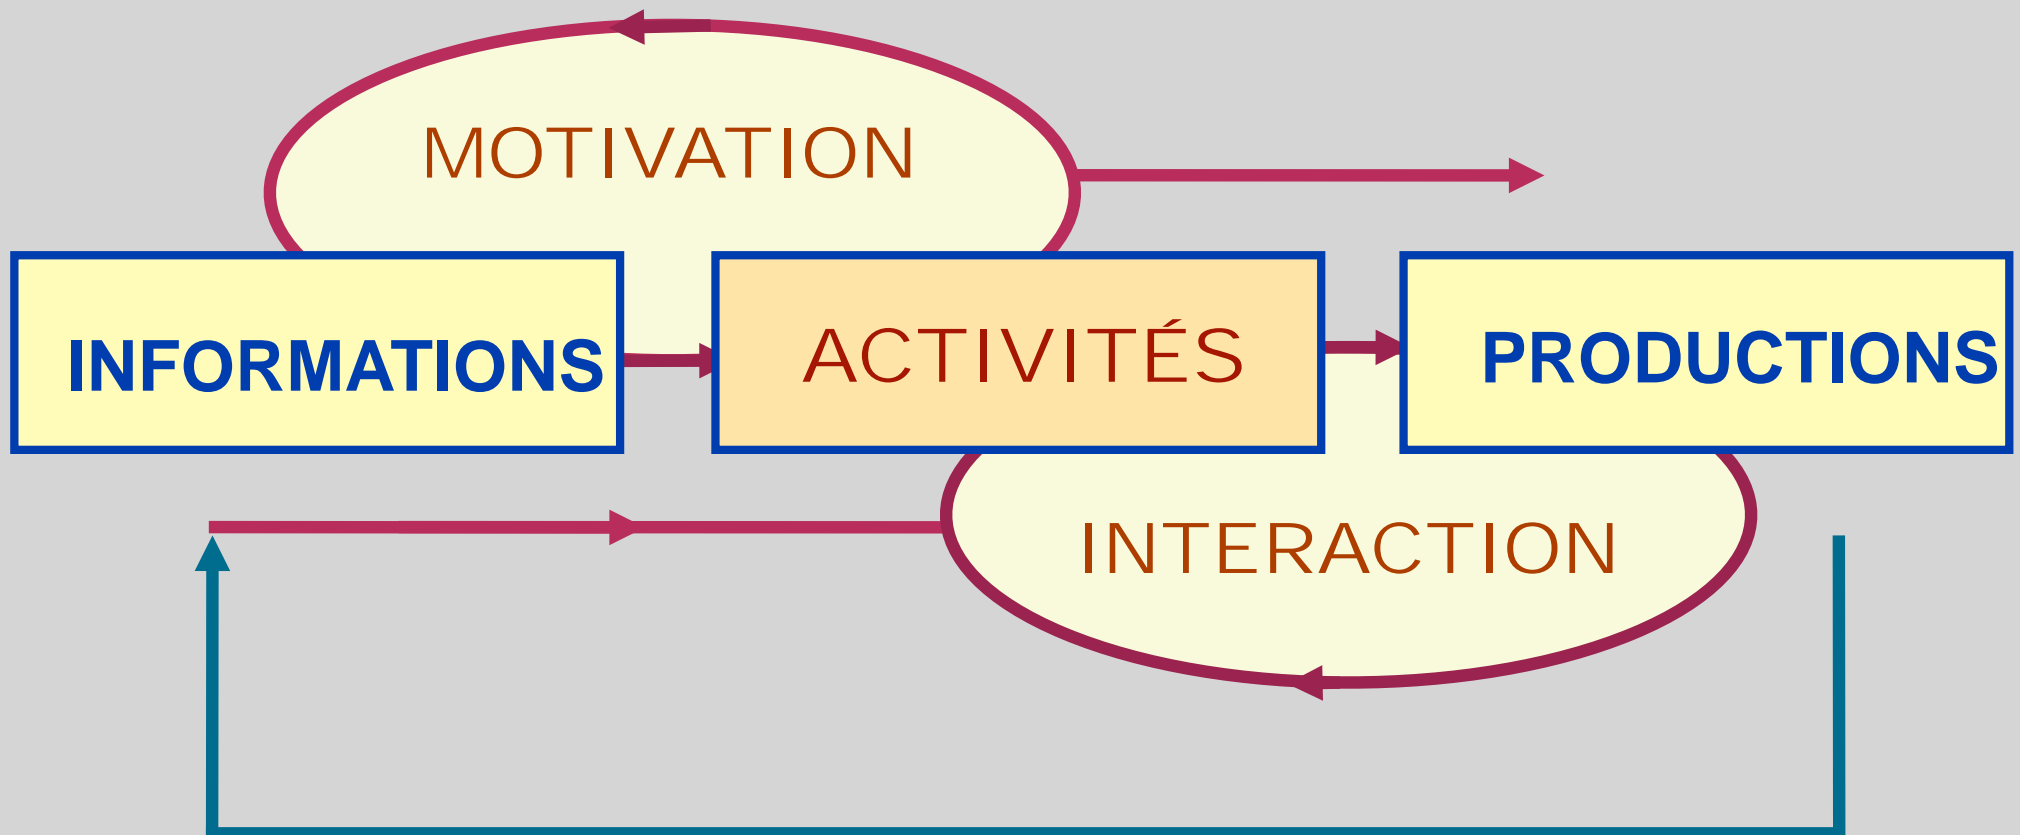 MOTIVATION
INFORMATIONS
ACTIVITÉS
PRODUCTIONS
INTERACTION